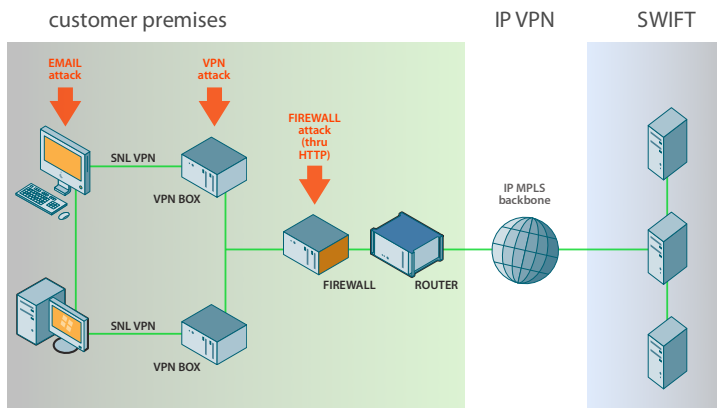 customer premises
IP VPN
SWIFT
EMAIL
attack
VPN
attack
FIREWALL
attack
(thru
HTTP)
SNL VPN
VPN BOX
IP MPLS
backbone
FIREWALL
ROUTER
SNL VPN
VPN BOX